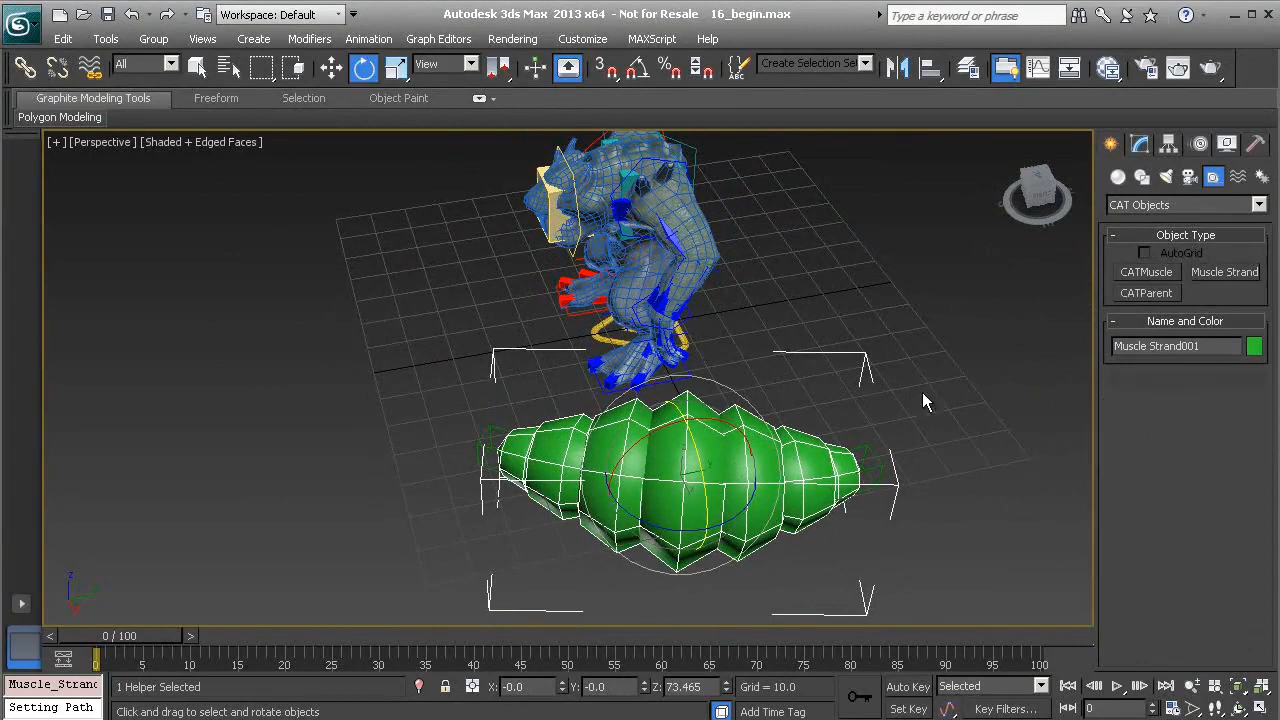 Workspace: Default
Autodesk 3ds Max 2013 x64 - Not for Resale 16_begin.max
Type a keyword or phrase
Edit Tools Group Views Create Modifiers Animation Graph Editors Rendering Customize MAXScript Help
All View Create Selection Se
Graphite Modeling Tools Freeform Selection Object Paint
Polygon Modeling
[+] [Perspective] [Shaded + Edged Faces]
CAT Objects
Object Type
AutoGrid
CATMuscle Muscle Strand
CATParent
Name and Color
Muscle Strand001
0 / 100
0 5 10 15 20 25 30 35 40 45 50 55 60 65 70 75 80 85 90 95 100
Muscle_Strand 1 Helper Selected X: -0.0 Y: -0.0 Z: 73.465 Grid = 10.0 Auto Key Selected
Setting Path Click and drag to select and rotate objects Add Time Tag Set Key Key Filters... 0